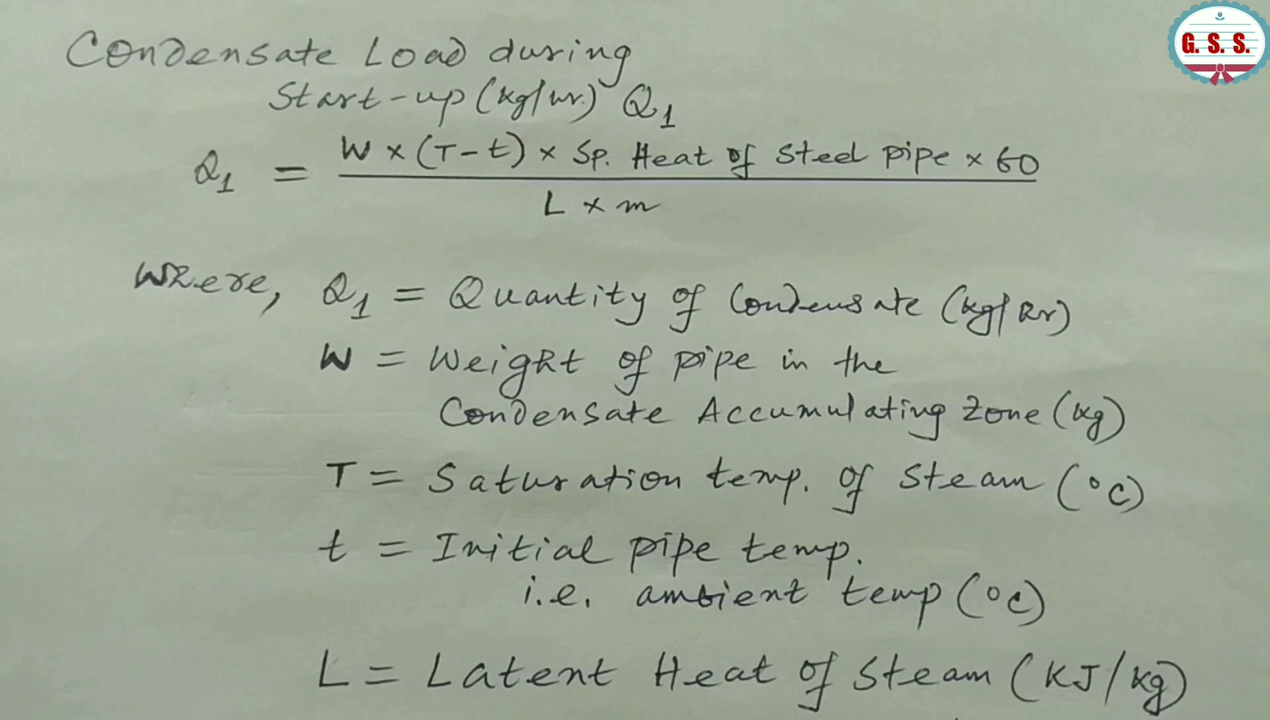 G. S. S.
Condensate Load during
Start-up (kg/hr.) Q1
Q1 = W × (T-t) × Sp. Heat of Steel pipe × 60
L × m
Where, Q1 = Quantity of Condensate (kg/hr)
W = Weight of pipe in the
Condensate Accumulating Zone (kg)
T = Saturation temp. of Steam (°C)
t = Initial pipe temp.
i.e. ambient temp (°C)
L = Latent Heat of Steam (KJ/kg)